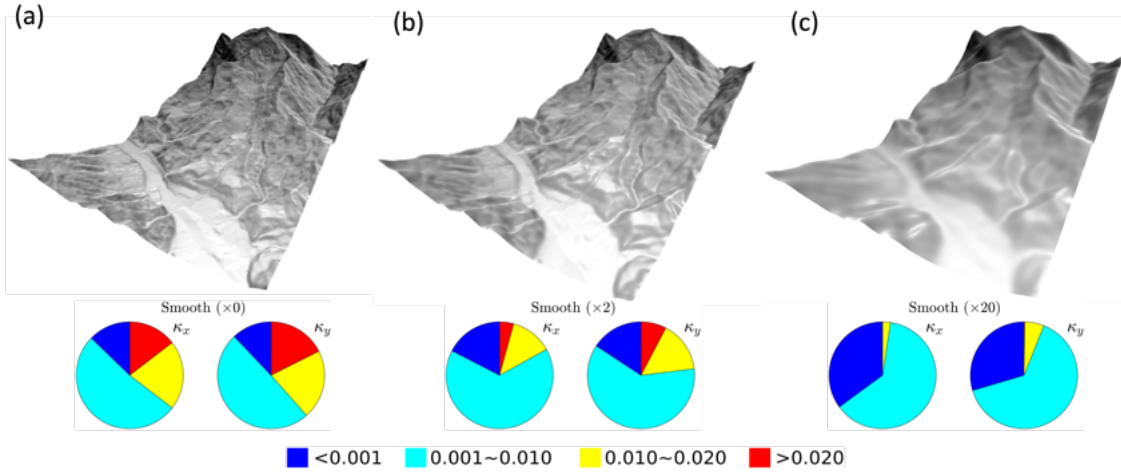 (a)
(b)
(c)
Smooth (×0)
κx
κy
Smooth (×2)
κx
κy
Smooth (×20)
κx
κy
<0.001
0.001~0.010
0.010~0.020
>0.020